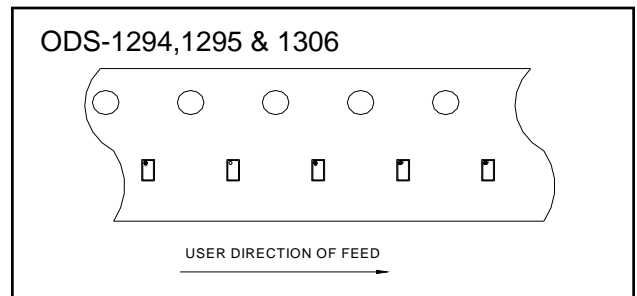 ODS-1294,1295 & 1306
USER DIRECTION OF FEED